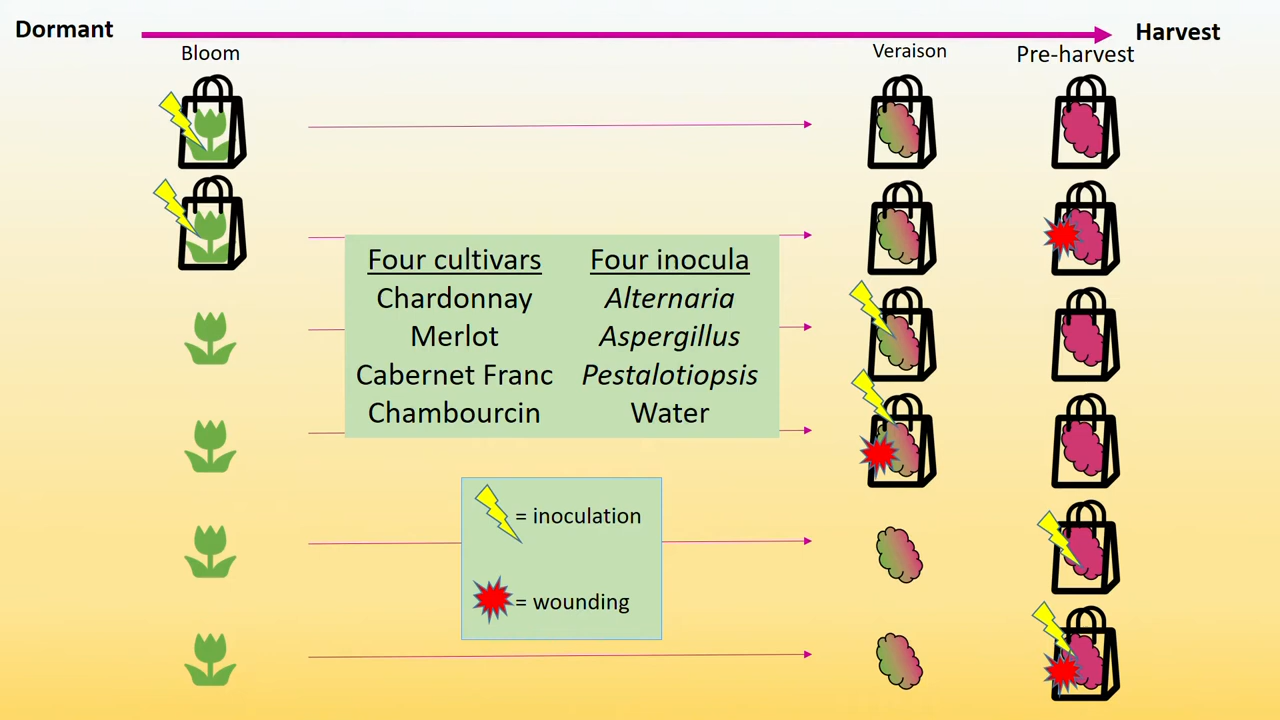 Dormant
Harvest
Bloom
Veraison
Pre-harvest
Four cultivars
Chardonnay
Merlot
Cabernet Franc
Chambourcin
Four inocula
Alternaria
Aspergillus
Pestalotiopsis
Water
= inoculation
= wounding